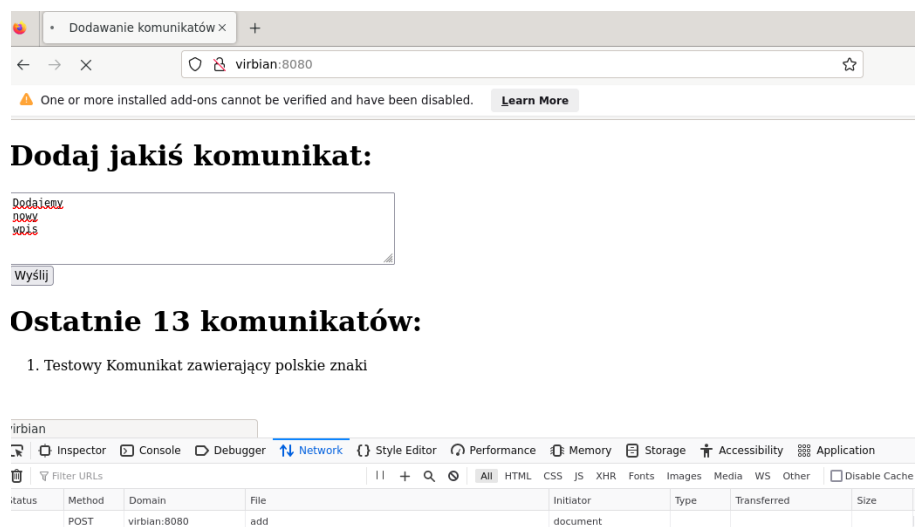 Dodawanie komunikatów
virbian:8080
One or more installed add-ons cannot be verified and have been disabled. Learn More
Dodaj jakiś komunikat:
Dodajemy
nowy
wpis
Wyślij
Ostatnie 13 komunikatów:
1. Testowy Komunikat zawierający polskie znaki
virbian
Inspector Console Debugger Network Style Editor Performance Memory Storage Accessibility Application
Filter URLs All HTML CSS JS XHR Fonts Images Media WS Other Disable Cache
Status Method Domain File Initiator Type Transferred Size
POST virbian:8080 add document